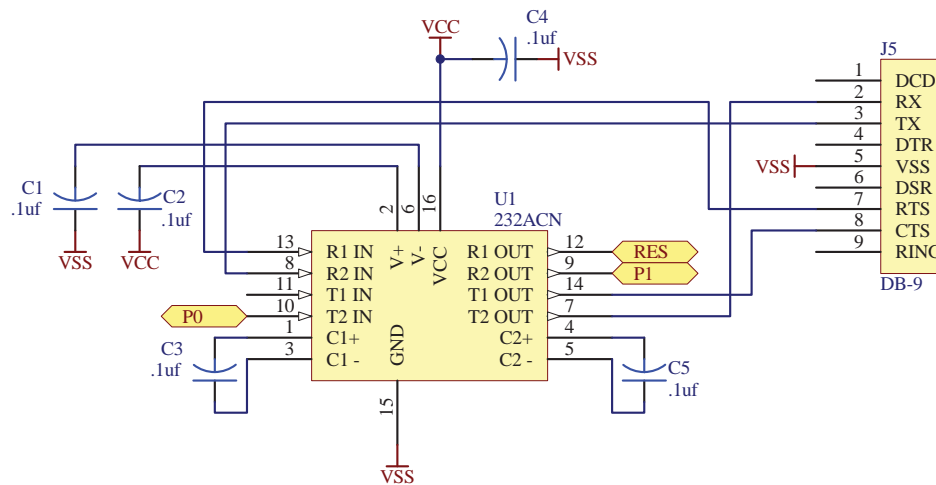 C4
.1uf
VCC
VSS
J5
1 DCD
2 RX
3 TX
4 DTR
VSS 5 VSS
6 DSR
7 RTS
8 CTS
9 RING
DB-9
C1
.1uf
VSS
C2
.1uf
VCC
U1
232ACN
2 6 16
V+ V- VCC
13 R1 IN R1 OUT 12 RES
8 R2 IN R2 OUT 9 P1
11 T1 IN T1 OUT 14
P0 10 T2 IN T2 OUT 7
1 C1+ C2+ 4
3 C1 - C2 - 5
GND
15
VSS
C3
.1uf
C5
.1uf